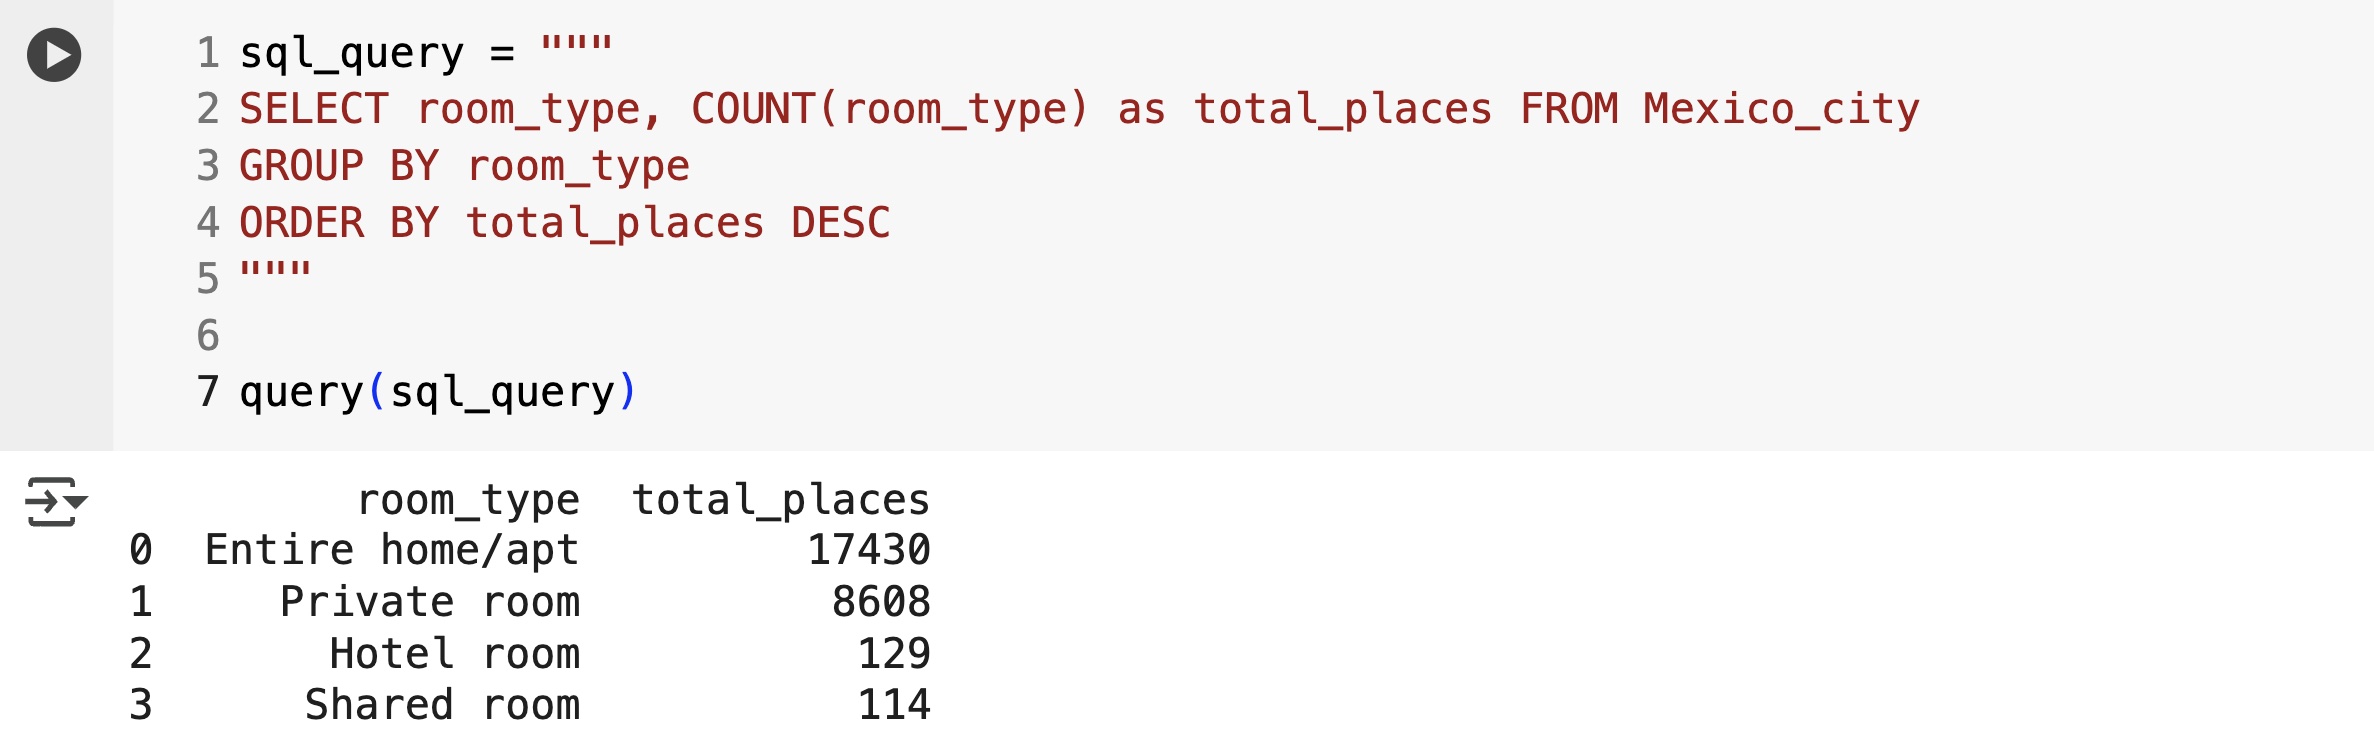 1 sql_query = """
2 SELECT room_type, COUNT(room_type) as total_places FROM Mexico_city
3 GROUP BY room_type
4 ORDER BY total_places DESC
5 """
6
7 query(sql_query)
room_type total_places
0 Entire home/apt 17430
1 Private room 8608
2 Hotel room 129
3 Shared room 114